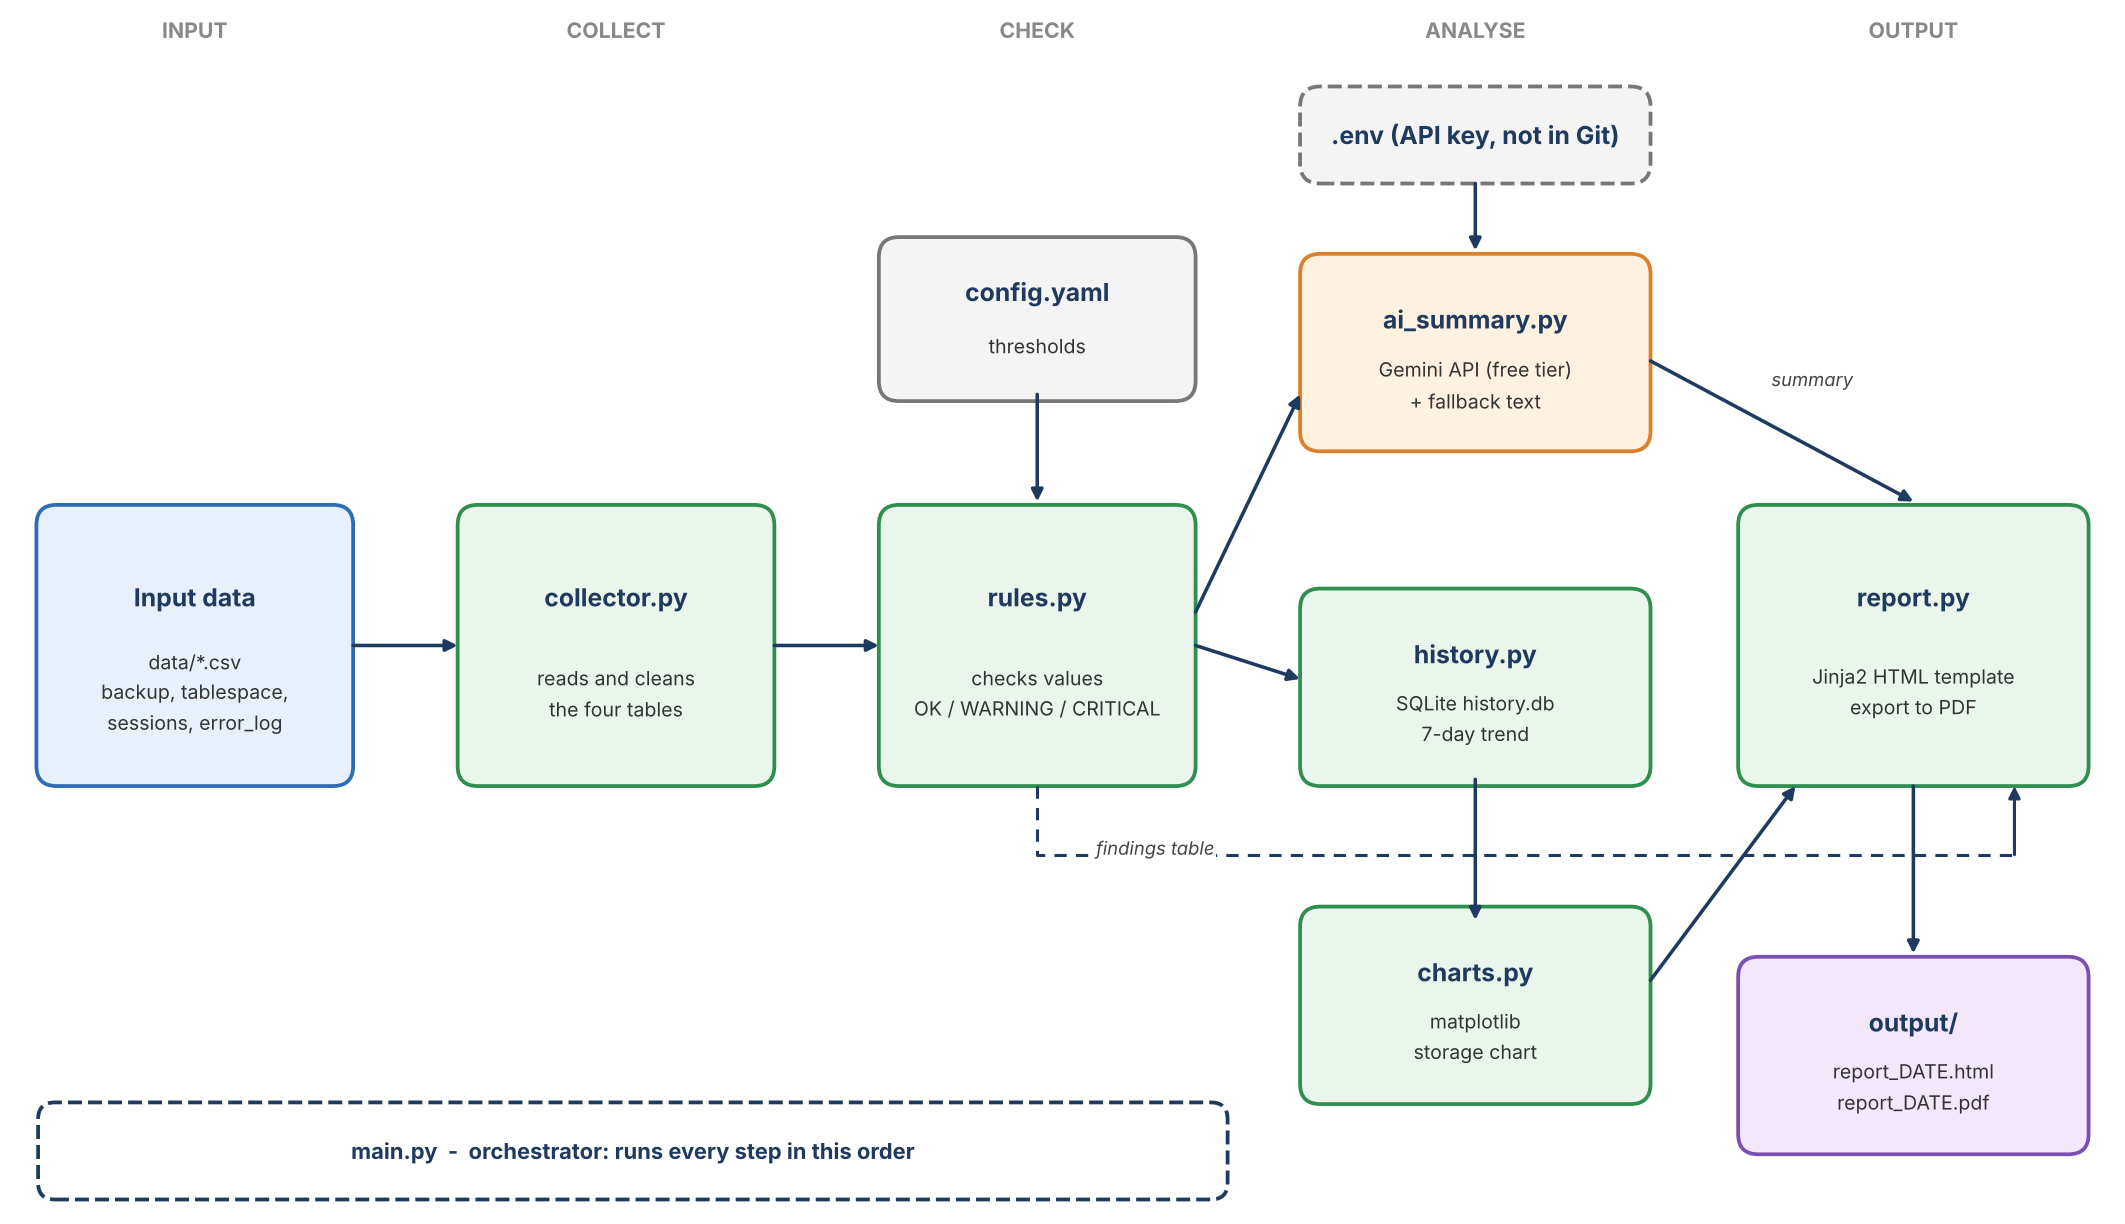 INPUT
COLLECT
CHECK
ANALYSE
OUTPUT
.env (API key, not in Git)
config.yaml
thresholds
ai_summary.py
Gemini API (free tier)
+ fallback text
summary
Input data
data/*.csv
backup, tablespace,
sessions, error_log
collector.py
reads and cleans
the four tables
rules.py
checks values
OK / WARNING / CRITICAL
history.py
SQLite history.db
7-day trend
report.py
Jinja2 HTML template
export to PDF
findings table
charts.py
matplotlib
storage chart
output/
report_DATE.html
report_DATE.pdf
main.py - orchestrator: runs every step in this order